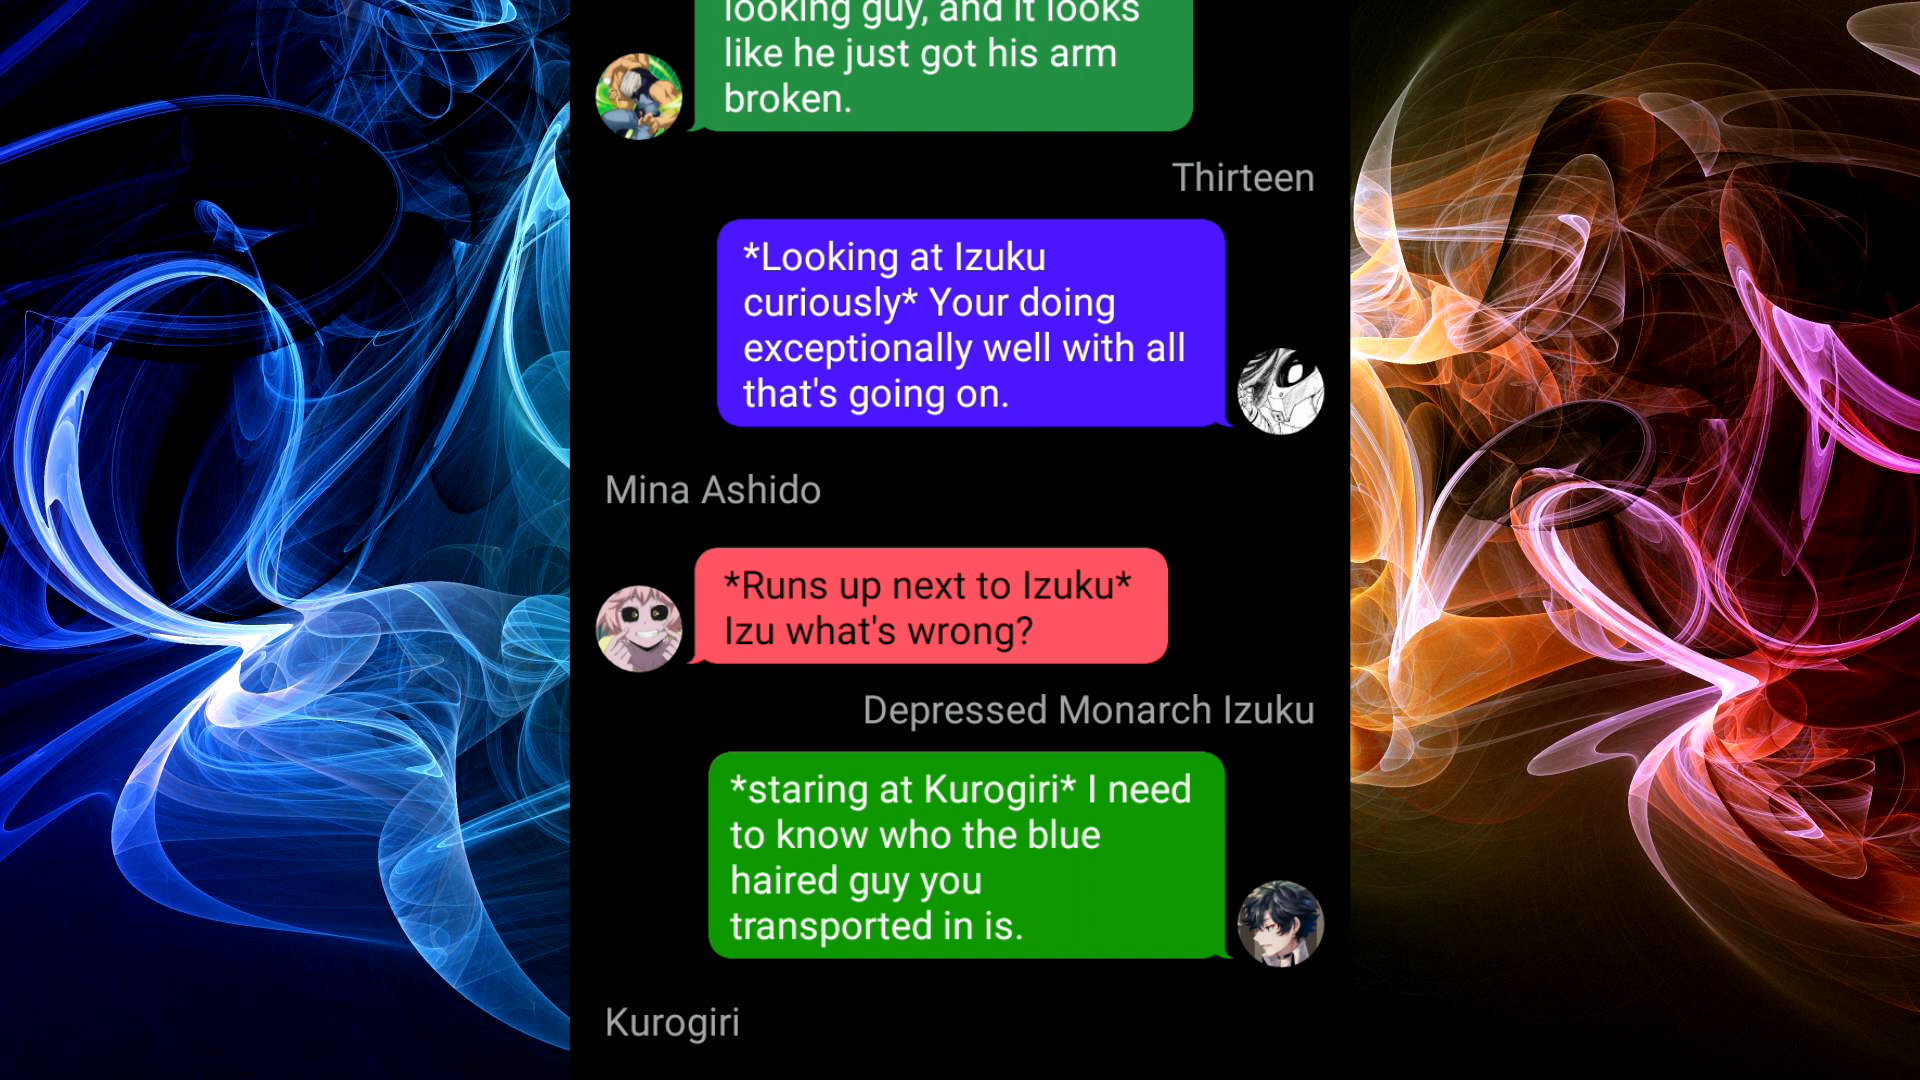 looking guy, and it looks
like he just got his arm
broken.
Thirteen
*Looking at Izuku
curiously* Your doing
exceptionally well with all
that's going on.
Mina Ashido
*Runs up next to Izuku*
Izu what's wrong?
Depressed Monarch Izuku
*staring at Kurogiri* I need
to know who the blue
haired guy you
transported in is.
Kurogiri